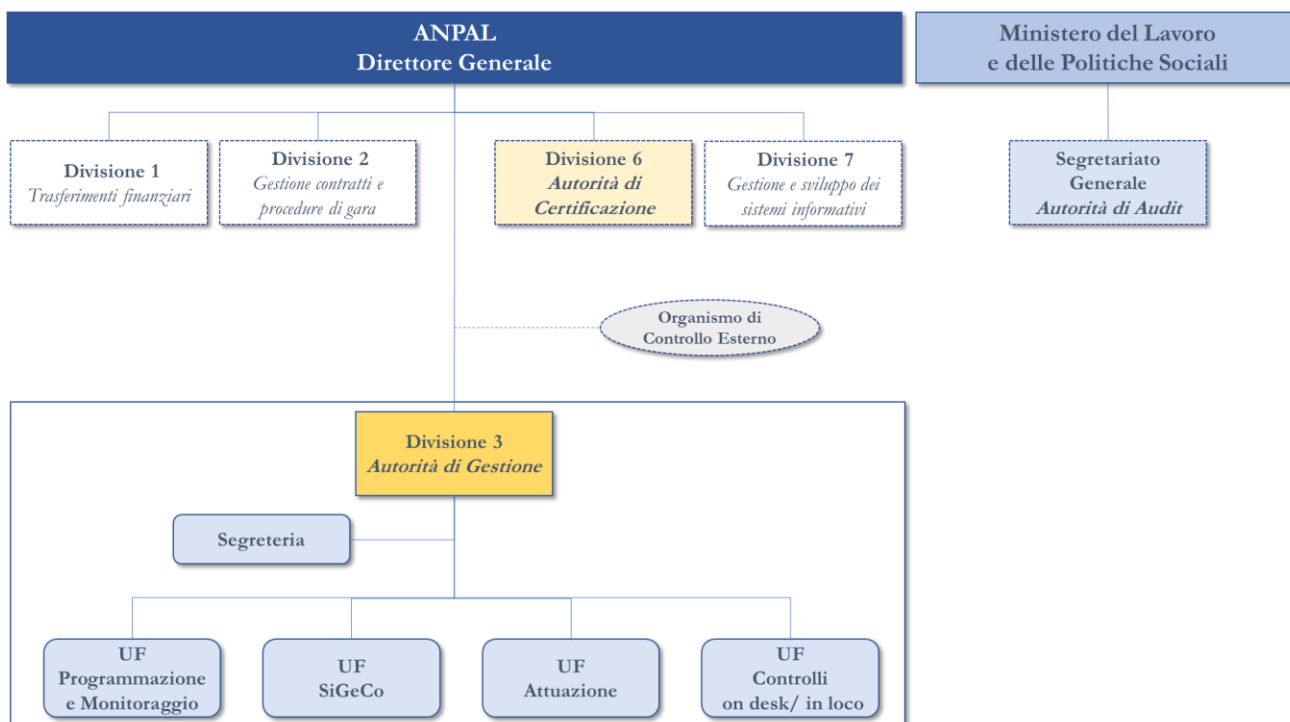 ANPAL
Direttore Generale
Ministero del Lavoro
e delle Politiche Sociali
Divisione 1
Trasferimenti finanziari
Divisione 2
Gestione contratti e
procedure di gara
Divisione 6
Autorità di
Certificazione
Divisione 7
Gestione e sviluppo dei
sistemi informativi
Segretariato
Generale
Autorità di Audit
Organismo di
Controllo Esterno
Divisione 3
Autorità di Gestione
Segreteria
UF
Programmazione
e Monitoraggio
UF
SiGeCo
UF
Attuazione
UF
Controlli
on desk/ in loco